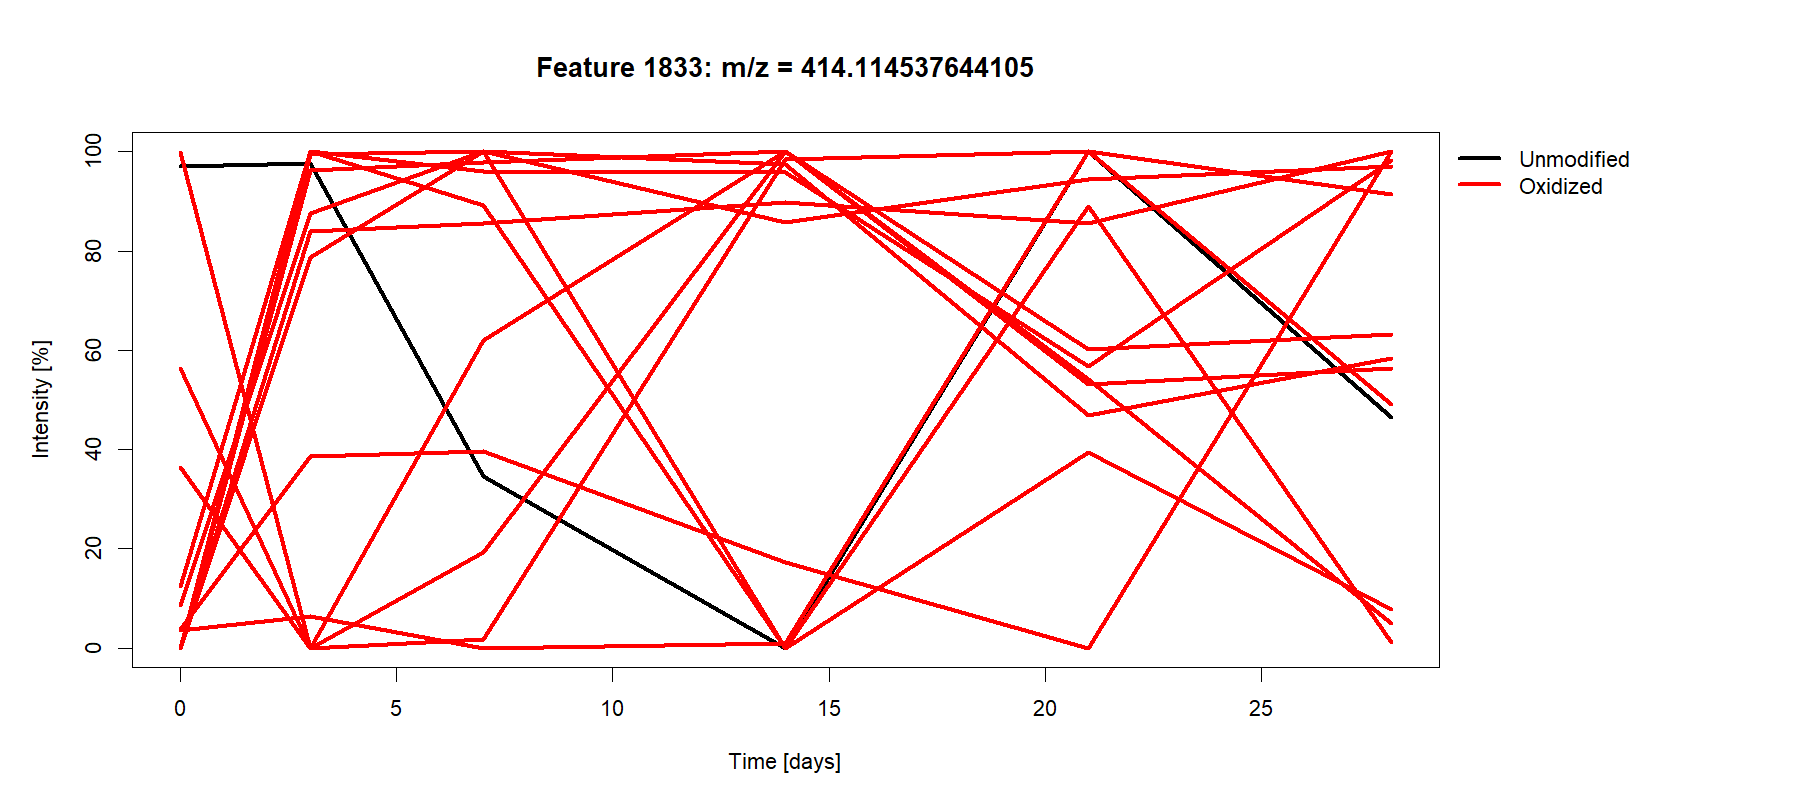 Feature 1833: m/z = 414.114537644105
100
80
60
40
20
0
Intensity [%]
0 5 10 15 20 25
Time [days]
Unmodified
Oxidized